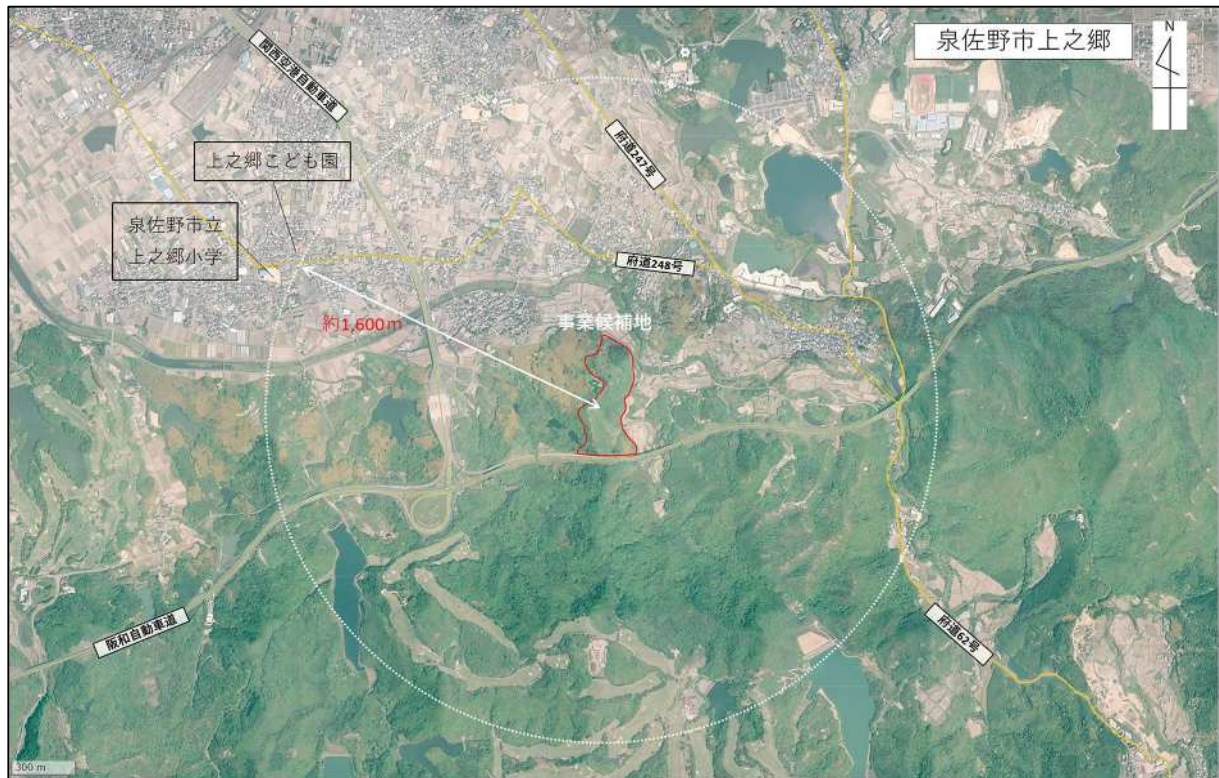 泉佐野市上之郷
N
関西空港自動車道
府道247号
上之郷こども園
泉佐野市立
上之郷小学
府道248号
約1,600m
事業候補地
阪和自動車道
府道62号
300 m